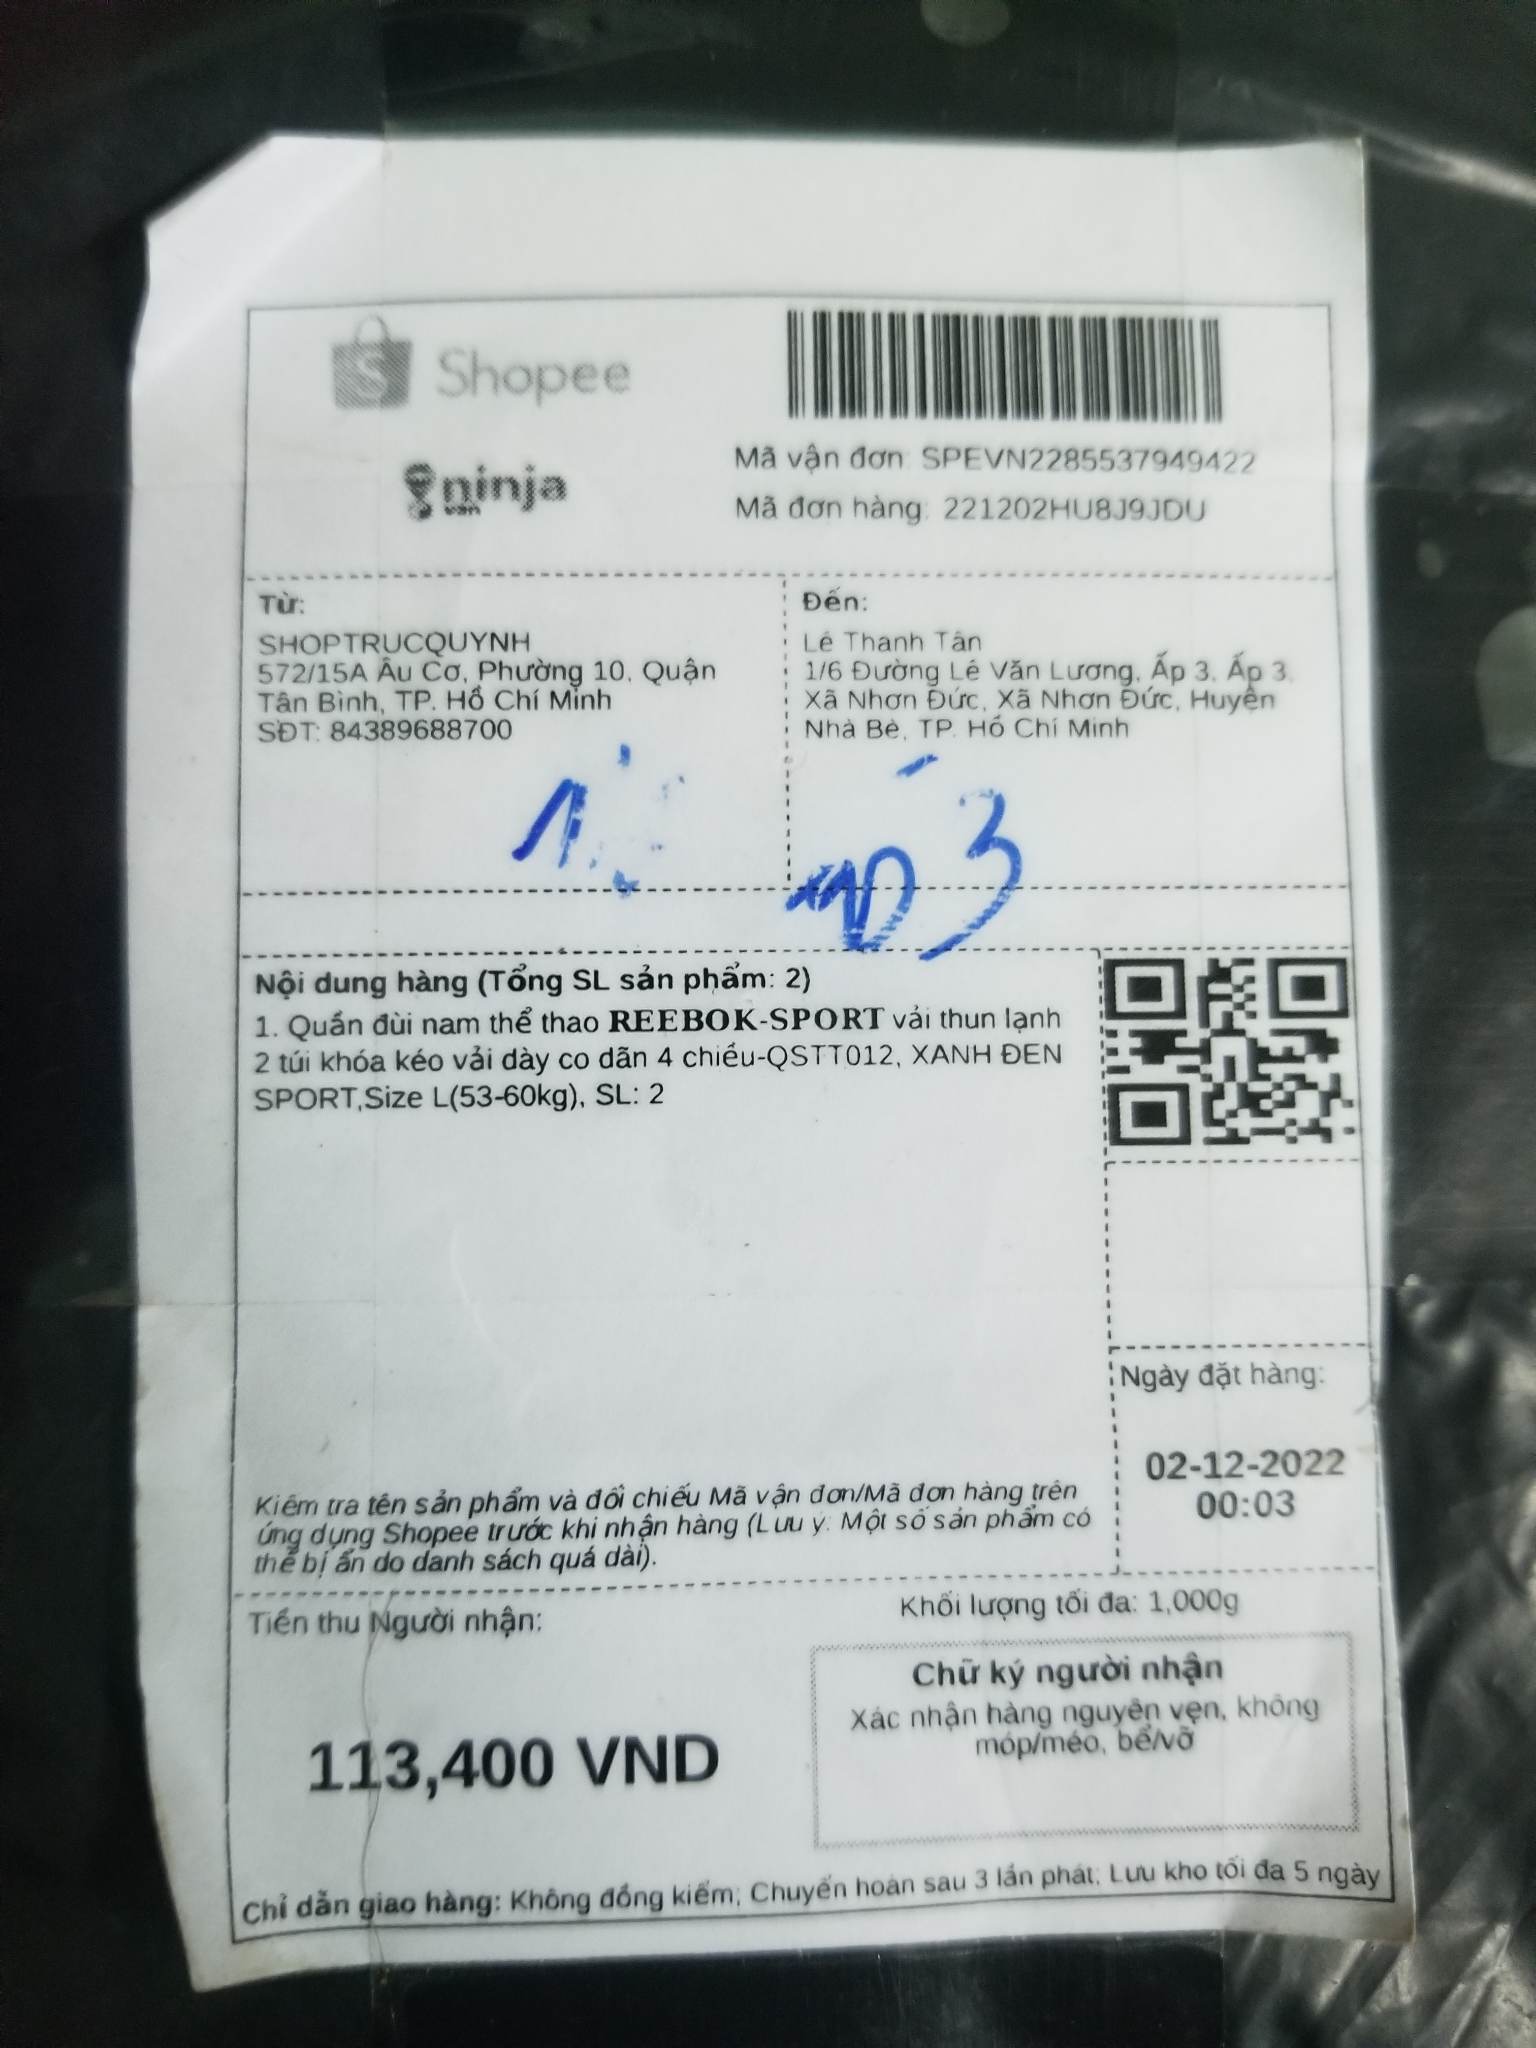 Shopee
ninja
van
Mã vận đơn: SPEVN2285537949422
Mã đơn hàng: 221202HU8J9JDU
Từ:
SHOPTRUCQUYNH
572/15A Âu Cơ, Phường 10, Quận
Tân Bình, TP. Hồ Chí Minh
SĐT: 84389688700
Đến:
Lê Thanh Tân
1/6 Đường Lê Văn Lương, Ấp 3, Ấp 3,
Xã Nhơn Đức, Xã Nhơn Đức, Huyện
Nhà Bè, TP. Hồ Chí Minh
Nội dung hàng (Tổng SL sản phẩm: 2)
1. Quần đùi nam thể thao REEBOK-SPORT vải thun lạnh
2 túi khóa kéo vải dày co dãn 4 chiều-QSTT012, XANH ĐEN
SPORT,Size L(53-60kg), SL: 2
Ngày đặt hàng:
02-12-2022
00:03
Kiểm tra tên sản phẩm và đối chiếu Mã vận đơn/Mã đơn hàng trên
ứng dụng Shopee trước khi nhận hàng (Lưu ý: Một số sản phẩm có
thể bị ẩn do danh sách quá dài).
Tiền thu Người nhận:
113,400 VND
Khối lượng tối đa: 1,000g
Chữ ký người nhận
Xác nhận hàng nguyên vẹn, không
móp/méo, bể/vỡ
Chỉ dẫn giao hàng: Không đồng kiểm; Chuyển hoàn sau 3 lần phát; Lưu kho tối đa 5 ngày